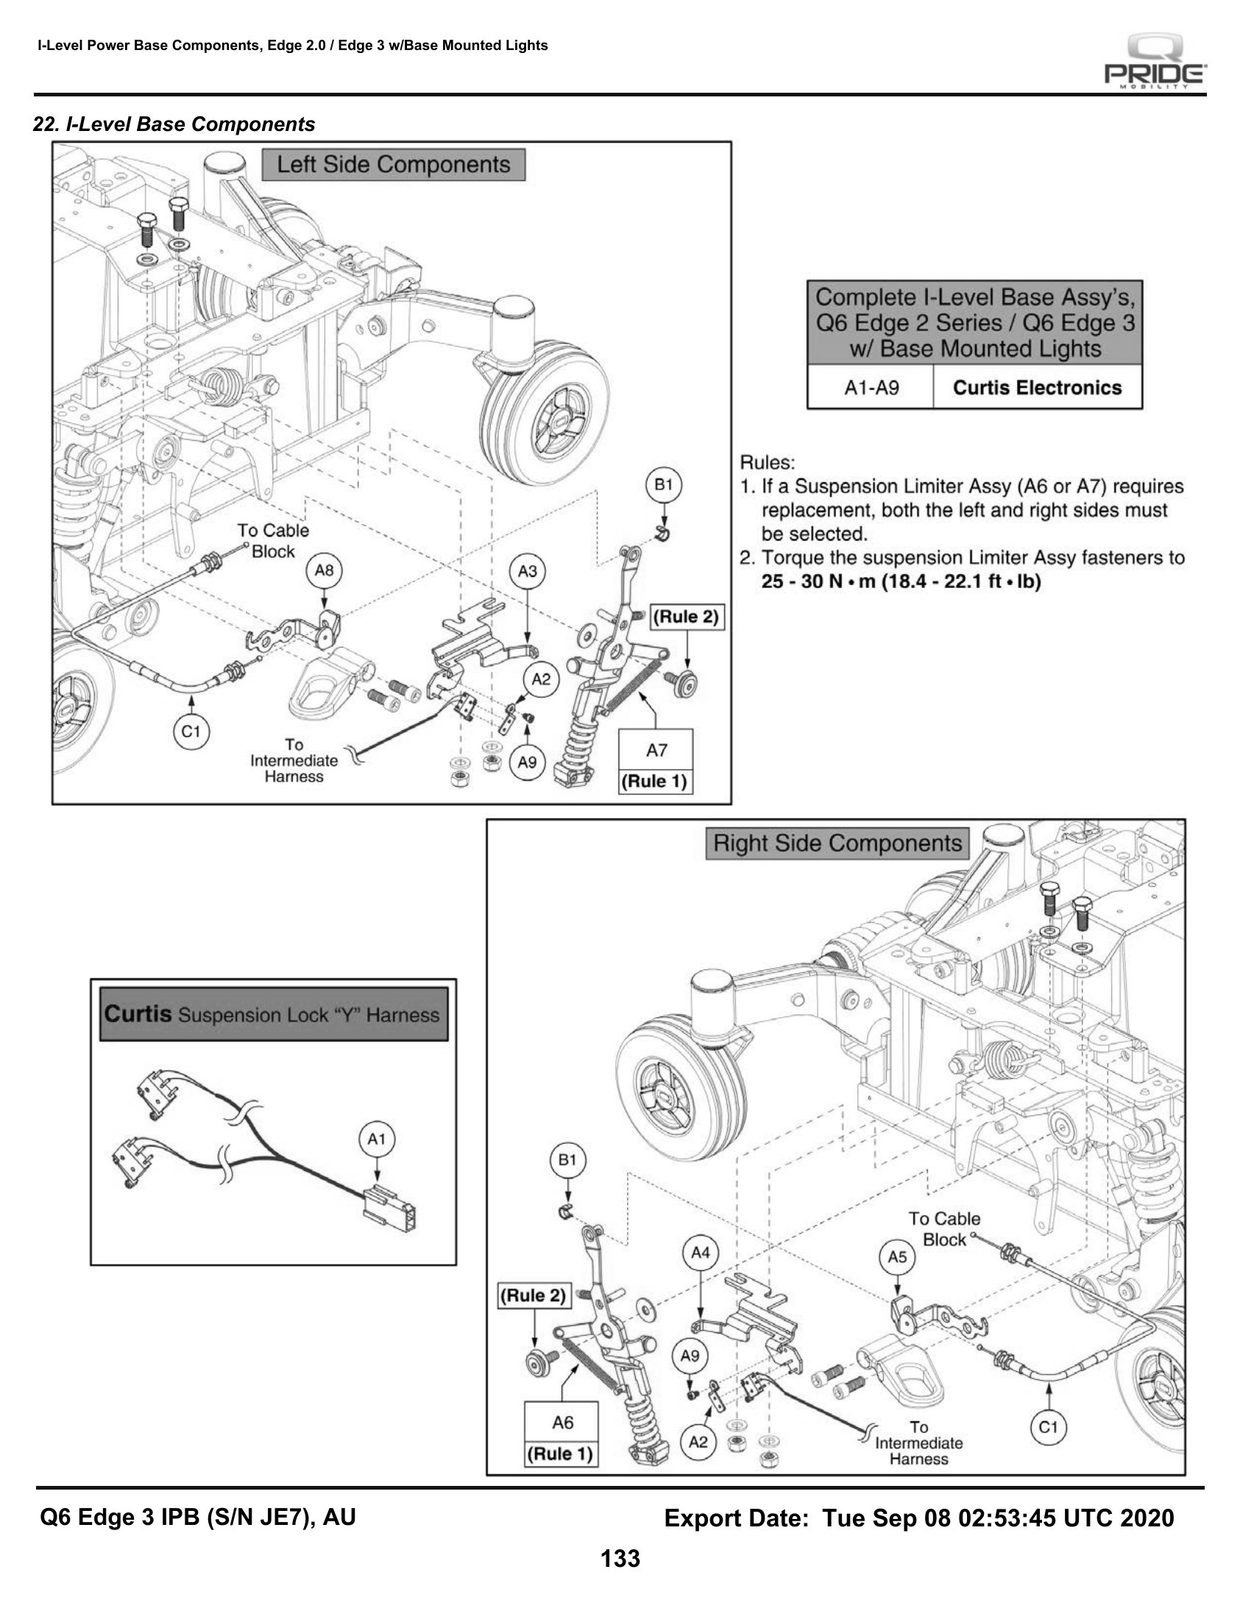 I-Level Power Base Components, Edge 2.0 / Edge 3 w/Base Mounted Lights
Q
PRIDE
MOBILITY
22. I-Level Base Components
Left Side Components
To Cable
Block
A8
A3
B1
(Rule 2)
A2
C1
To
Intermediate
Harness
A9
A7
(Rule 1)
Complete I-Level Base Assy's,
Q6 Edge 2 Series / Q6 Edge 3
w/ Base Mounted Lights
A1-A9 Curtis Electronics
Rules:
1. If a Suspension Limiter Assy (A6 or A7) requires
replacement, both the left and right sides must
be selected.
2. Torque the suspension Limiter Assy fasteners to
25 - 30 N • m (18.4 - 22.1 ft • lb)
Curtis Suspension Lock “Y” Harness
A1
Right Side Components
B1
To Cable
Block
A4
A5
(Rule 2)
A9
A6
(Rule 1)
A2
To
Intermediate
Harness
C1
Q6 Edge 3 IPB (S/N JE7), AU
Export Date: Tue Sep 08 02:53:45 UTC 2020
133